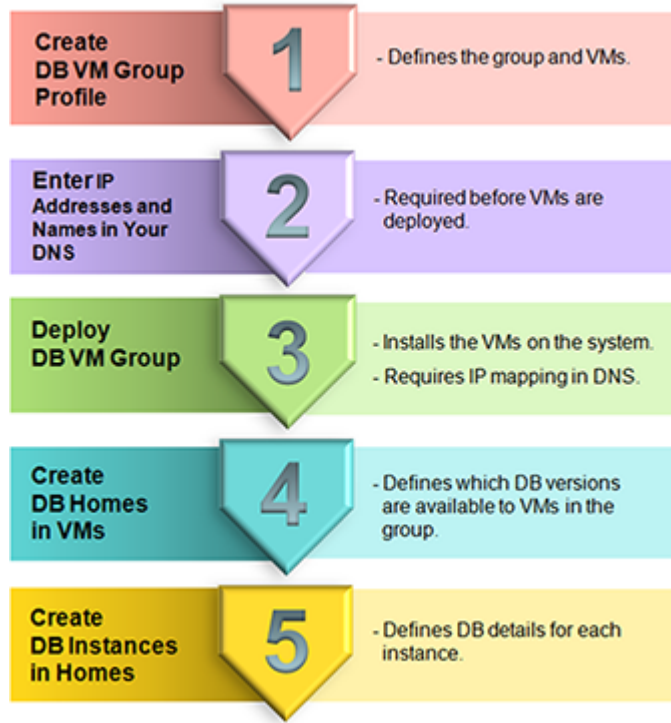 Create
DB VM Group
Profile
1
- Defines the group and VMs.
Enter IP
Addresses and
Names in Your
DNS
2
- Required before VMs are
deployed.
Deploy
DB VM Group
3
- Installs the VMs on the system.
- Requires IP mapping in DNS.
Create
DB Homes
in VMs
4
- Defines which DB versions
are available to VMs in the
group.
Create
DB Instances
in Homes
5
- Defines DB details for each
instance.